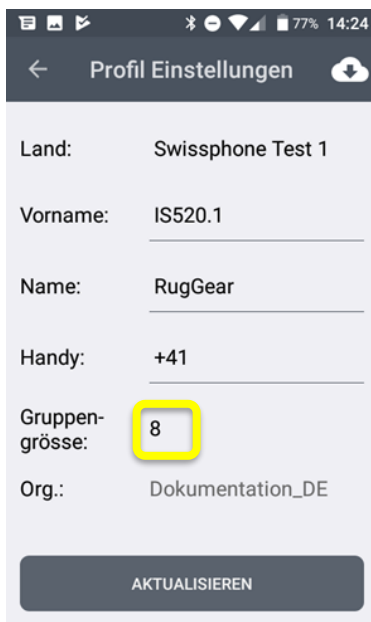 77% 14:24
Profil Einstellungen
Land: Swissphone Test 1
Vorname: IS520.1
Name: RugGear
Handy: +41
Gruppen-
grösse: 8
Org.: Dokumentation_DE
AKTUALISIEREN